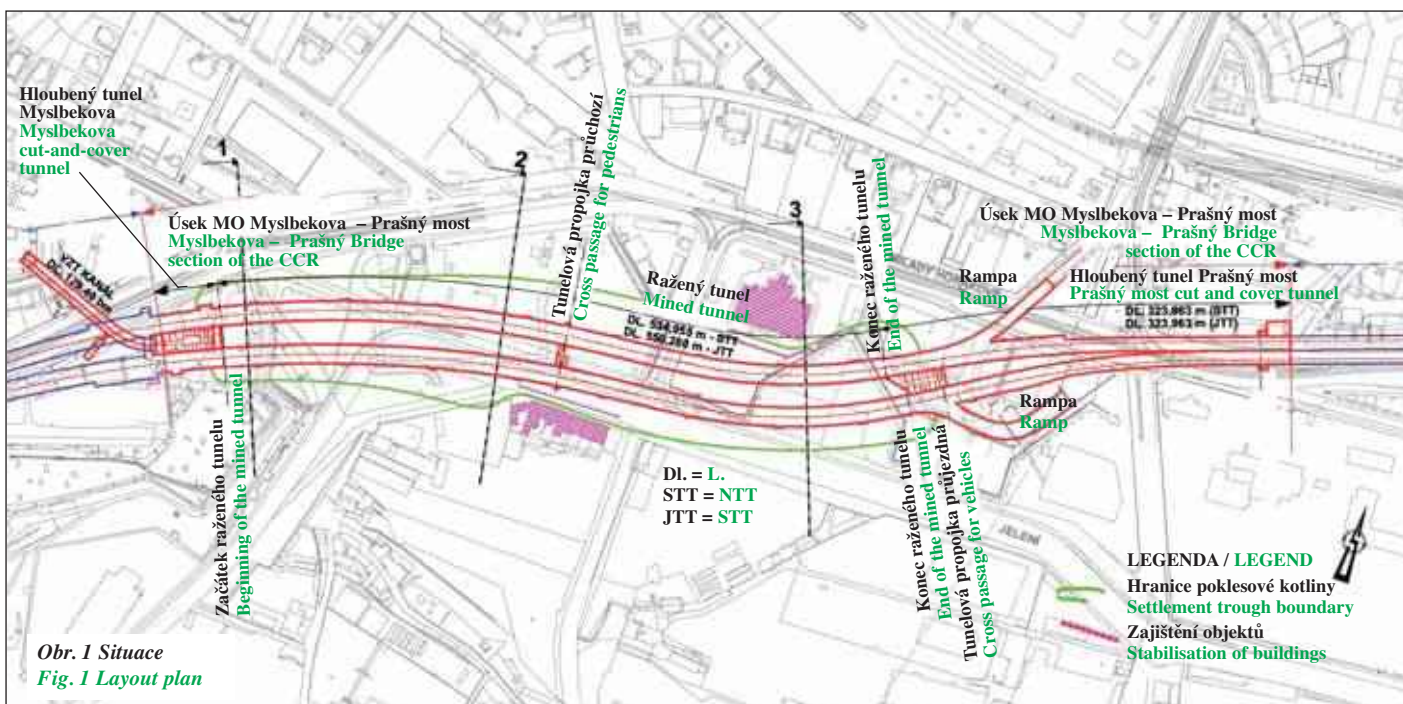 Hloubený tunel
Myslbekova
Myslbekova
cut-and-cover
tunnel
1
2
3
Úsek MO Myslbekova – Prašný most
Myslbekova – Prašný Bridge
section of the CCR
VZT KANÁL
Tunelová propojka průchozí
Cross passage for pedestrians
Ražený tunel
Mined tunnel
DL. 534.955 m - STT
DL. 550.260 m - JTT
Konec raženého tunelu
End of the mined tunnel
Úsek MO Myslbekova – Prašný most
Myslbekova – Prašný Bridge
section of the CCR
Rampa
Ramp
Hloubený tunel Prašný most
Prašný most cut and cover tunnel
DL. 323.963 m (STT)
DL. 323.963 m (JTT)
Rampa
Ramp
Začátek raženého tunelu
Beginning of the mined tunnel
Dl. = L.
STT = NTT
JTT = STT
Konec raženého tunelu
End of the mined tunnel
Tunelová propojka průjezdná
Cross passage for vehicles
JELENÍ
LEGENDA / LEGEND
Hranice poklesové kotliny
Settlement trough boundary
Zajištění objektů
Stabilisation of buildings
Obr. 1 Situace
Fig. 1 Layout plan